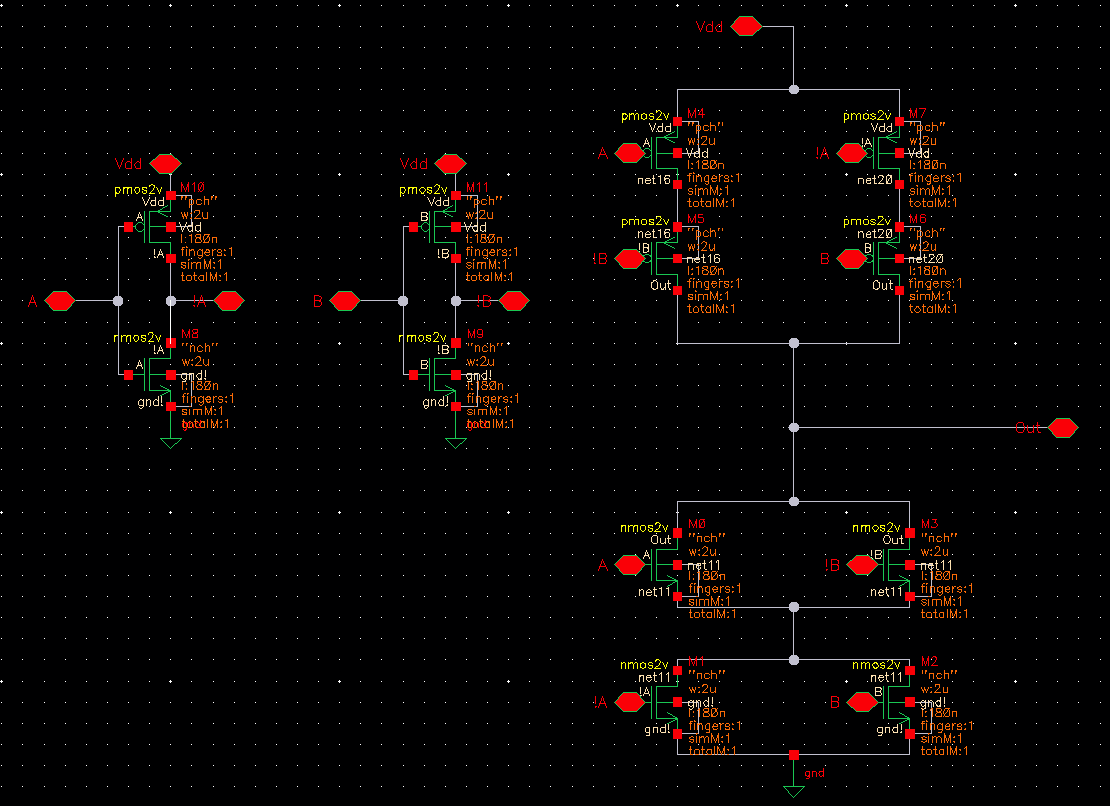 Vdd
pmos2v
M4
Vdd
"pch"
w:2u
A
A
Vdd
l:180n
fingers:1
net16
simM:1
totalM:1
pmos2v
M7
Vdd
"pch"
w:2u
!A
!A
Vdd
l:180n
fingers:1
net20
simM:1
totalM:1
pmos2v
M5
net16
"pch"
w:2u
!B
!B
net16
l:180n
fingers:1
Out
simM:1
totalM:1
pmos2v
M6
net20
"pch"
w:2u
B
B
net20
l:180n
fingers:1
Out
simM:1
totalM:1
Vdd
pmos2v
M10
Vdd
"pch"
w:2u
A
Vdd
l:180n
fingers:1
!A
simM:1
totalM:1
A
!A
nmos2v
M8
!A
"nch"
w:2u
A
gnd!
l:180n
fingers:1
gnd!
simM:1
totalM:1
Vdd
pmos2v
M11
Vdd
"pch"
w:2u
B
Vdd
l:180n
fingers:1
!B
simM:1
totalM:1
B
!B
nmos2v
M9
!B
"nch"
w:2u
B
gnd!
l:180n
fingers:1
gnd!
simM:1
totalM:1
Out
nmos2v
M0
Out
"nch"
w:2u
A
A
net11
l:180n
fingers:1
net11
simM:1
totalM:1
nmos2v
M3
Out
"nch"
w:2u
!B
!B
net11
l:180n
fingers:1
net11
simM:1
totalM:1
nmos2v
M1
net11
"nch"
w:2u
!A
!A
gnd!
l:180n
fingers:1
gnd!
simM:1
totalM:1
nmos2v
M2
net11
"nch"
w:2u
B
B
gnd!
l:180n
fingers:1
gnd!
simM:1
totalM:1
gnd